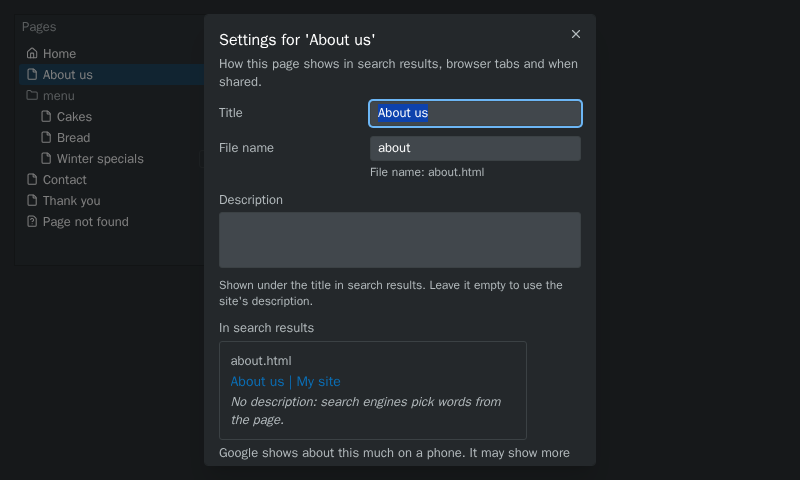 Pages
Home
About us
menu
Cakes
Bread
Winter specials
Contact
Thank you
Page not found
Settings for 'About us'
How this page shows in search results, browser tabs and when
shared.
Title
About us
File name
about
File name: about.html
Description
Shown under the title in search results. Leave it empty to use the
site's description.
In search results
about.html
About us | My site
No description: search engines pick words from
the page.
Google shows about this much on a phone. It may show more